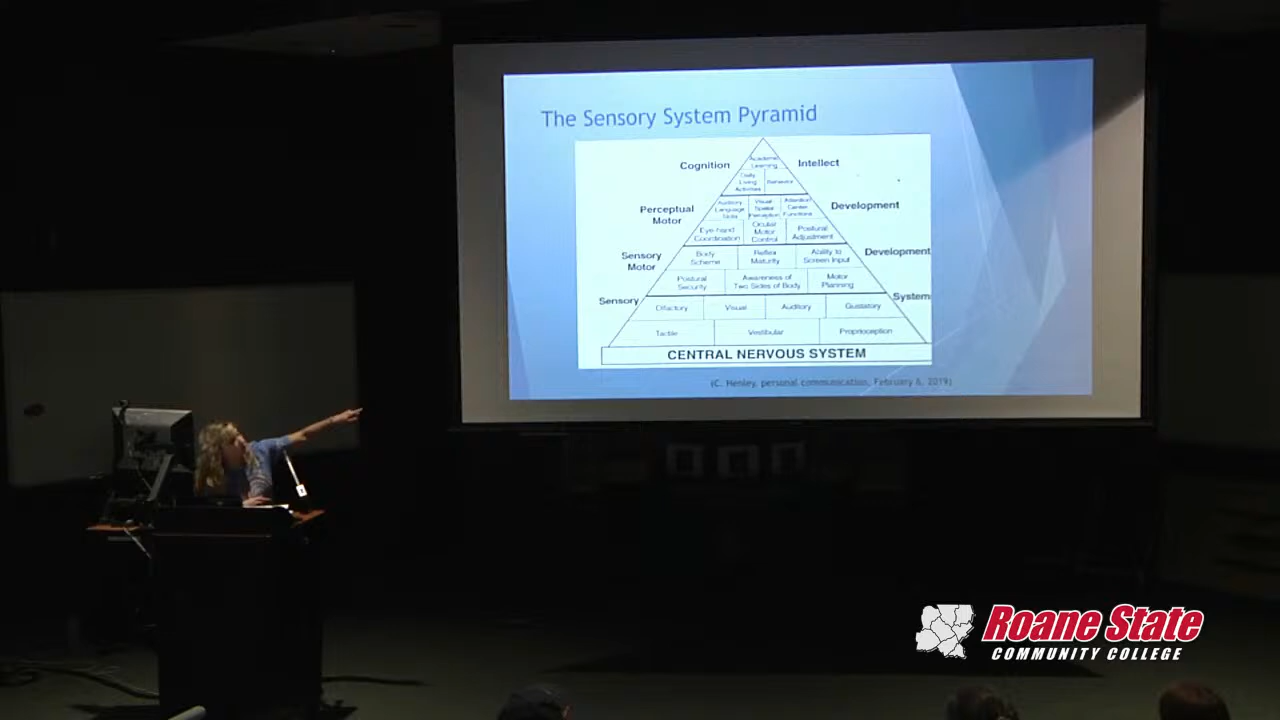 The Sensory System Pyramid
Academic
Learning
Cognition
Intellect
Daily
Living
Activities
Behavior
Perceptual
Motor
Auditory
Language
Skills
Visual
Spatial
Perception
Attention
Center
Functions
Development
Eye-hand
Coordination
Ocular
Motor
Control
Postural
Adjustment
Sensory
Motor
Body
Scheme
Reflex
Maturity
Ability to
Screen Input
Development
Postural
Security
Awareness of
Two Sides of Body
Motor
Planning
Sensory
System
Olfactory
Visual
Auditory
Gustatory
Tactile
Vestibular
Proprioception
CENTRAL NERVOUS SYSTEM
(C. Henley, personal communication, February 6, 2019)
Roane State
COMMUNITY COLLEGE